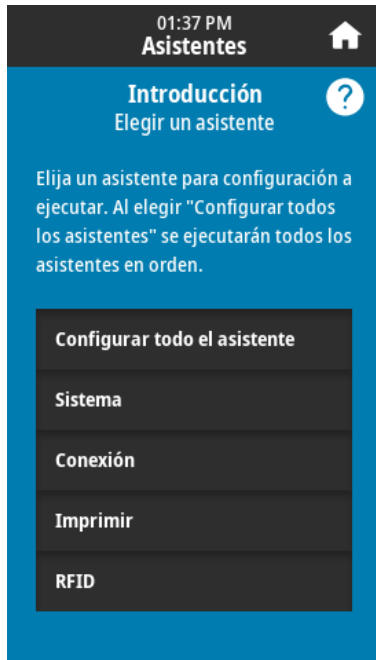 01:37 PM
Asistentes
Introducción
?
Elegir un asistente
Elija un asistente para configuración a
ejecutar. Al elegir "Configurar todos
los asistentes" se ejecutarán todos los
asistentes en orden.
Configurar todo el asistente
Sistema
Conexión
Imprimir
RFID